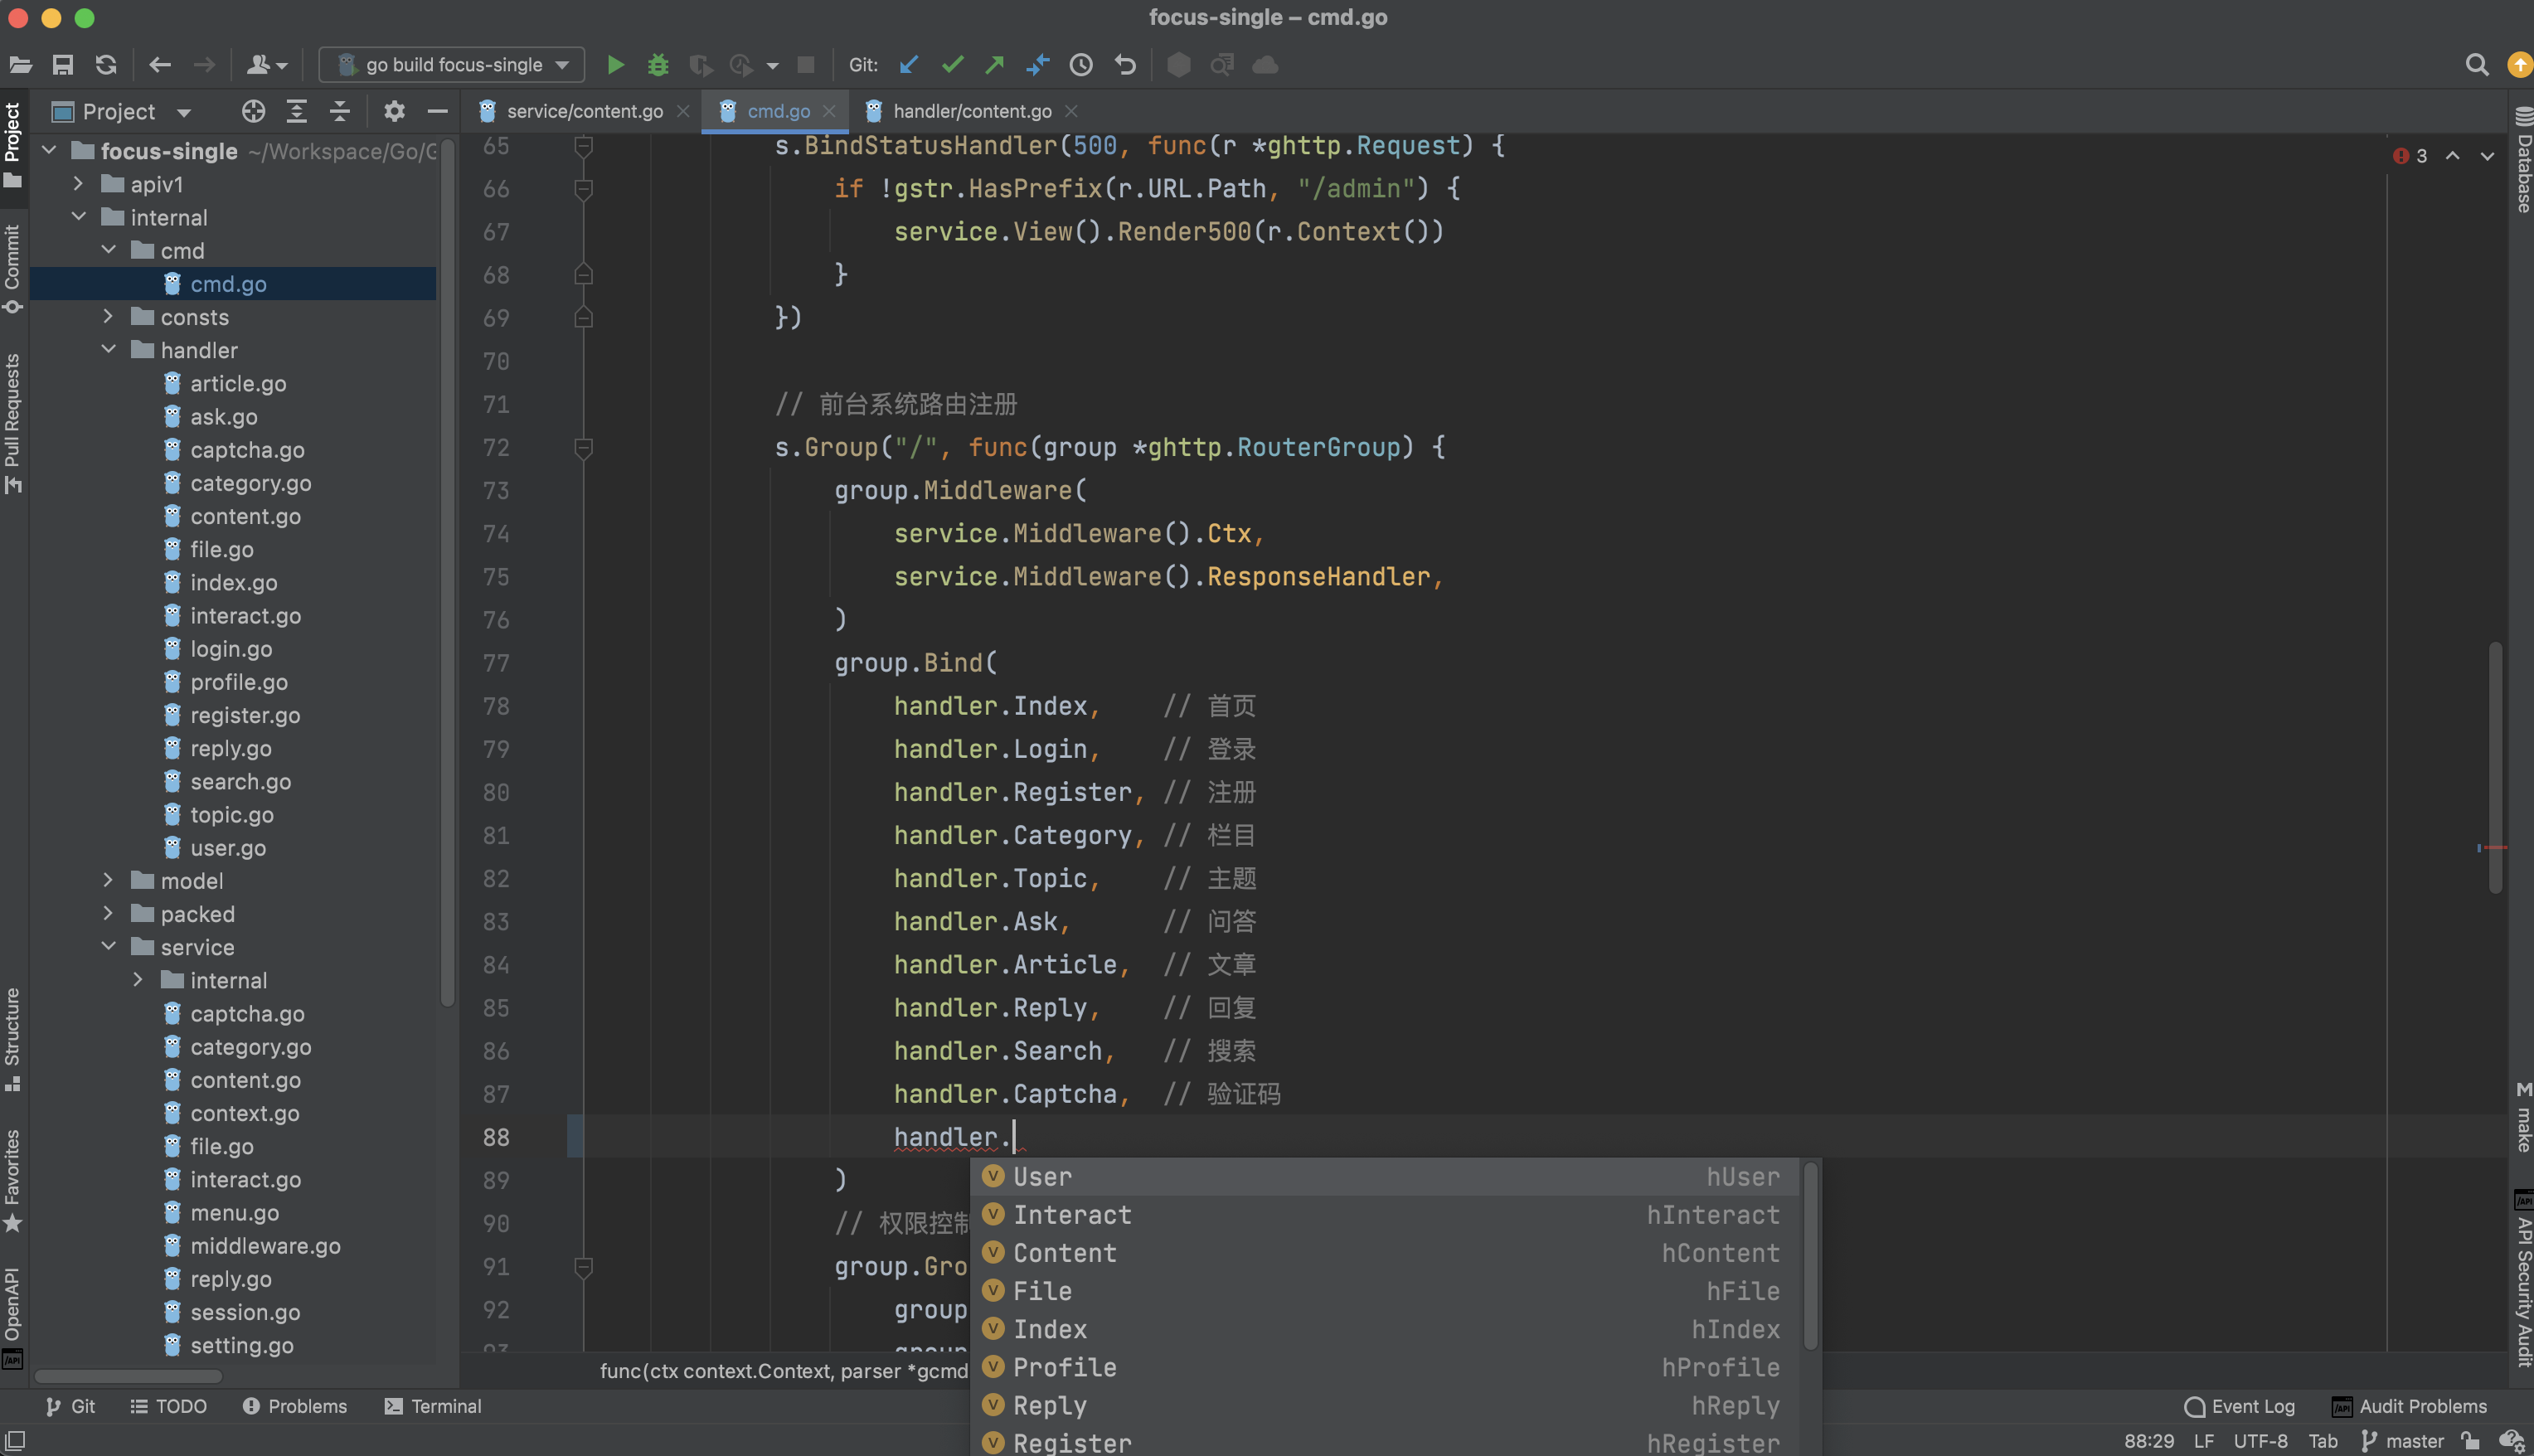 focus-single – cmd.go
go build focus-single
Git:
Project
service/content.go
cmd.go
handler/content.go
Project
Commit
Pull Requests
Structure
Favorites
OpenAPI
focus-single ~/Workspace/Go/G
apiv1
internal
cmd
cmd.go
consts
handler
article.go
ask.go
captcha.go
category.go
content.go
file.go
index.go
interact.go
login.go
profile.go
register.go
reply.go
search.go
topic.go
user.go
model
packed
service
internal
captcha.go
category.go
content.go
context.go
file.go
interact.go
menu.go
middleware.go
reply.go
session.go
setting.go
3
65 s.BindStatusHandler(500, func(r *ghttp.Request) {
66 if !gstr.HasPrefix(r.URL.Path, "/admin") {
67 service.View().Render500(r.Context())
68 }
69 })
70
71 // 前台系统路由注册
72 s.Group("/", func(group *ghttp.RouterGroup) {
73 group.Middleware(
74 service.Middleware().Ctx,
75 service.Middleware().ResponseHandler,
76 )
77 group.Bind(
78 handler.Index, // 首页
79 handler.Login, // 登录
80 handler.Register, // 注册
81 handler.Category, // 栏目
82 handler.Topic, // 主题
83 handler.Ask, // 问答
84 handler.Article, // 文章
85 handler.Reply, // 回复
86 handler.Search, // 搜索
87 handler.Captcha, // 验证码
88 handler.
89 )
90 // 权限控制
91 group.Gro
92 group
93 group
User hUser
Interact hInteract
Content hContent
File hFile
Index hIndex
Profile hProfile
Reply hReply
Register hRegister
func(ctx context.Context, parser *gcmd
Database
M make
API API Security Audit
Git
TODO
Problems
Terminal
Event Log
Audit Problems
88:29 LF UTF-8 Tab master